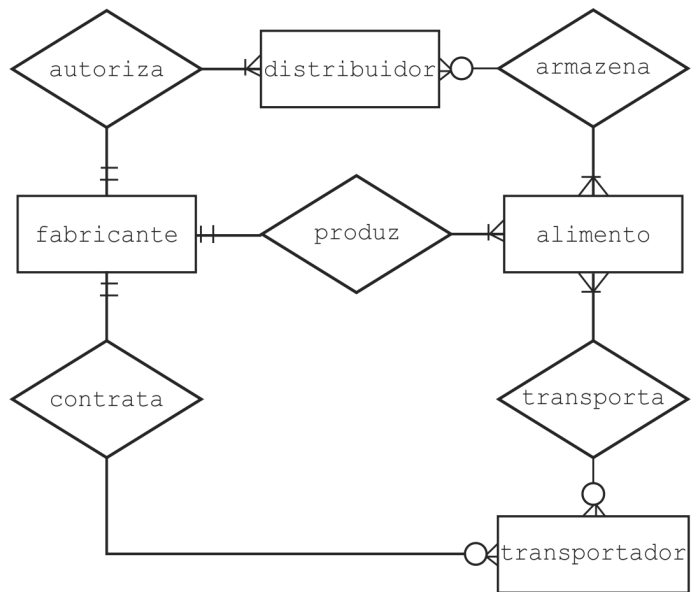 autoriza
distribuidor
armazena
fabricante
produz
alimento
contrata
transporta
transportador